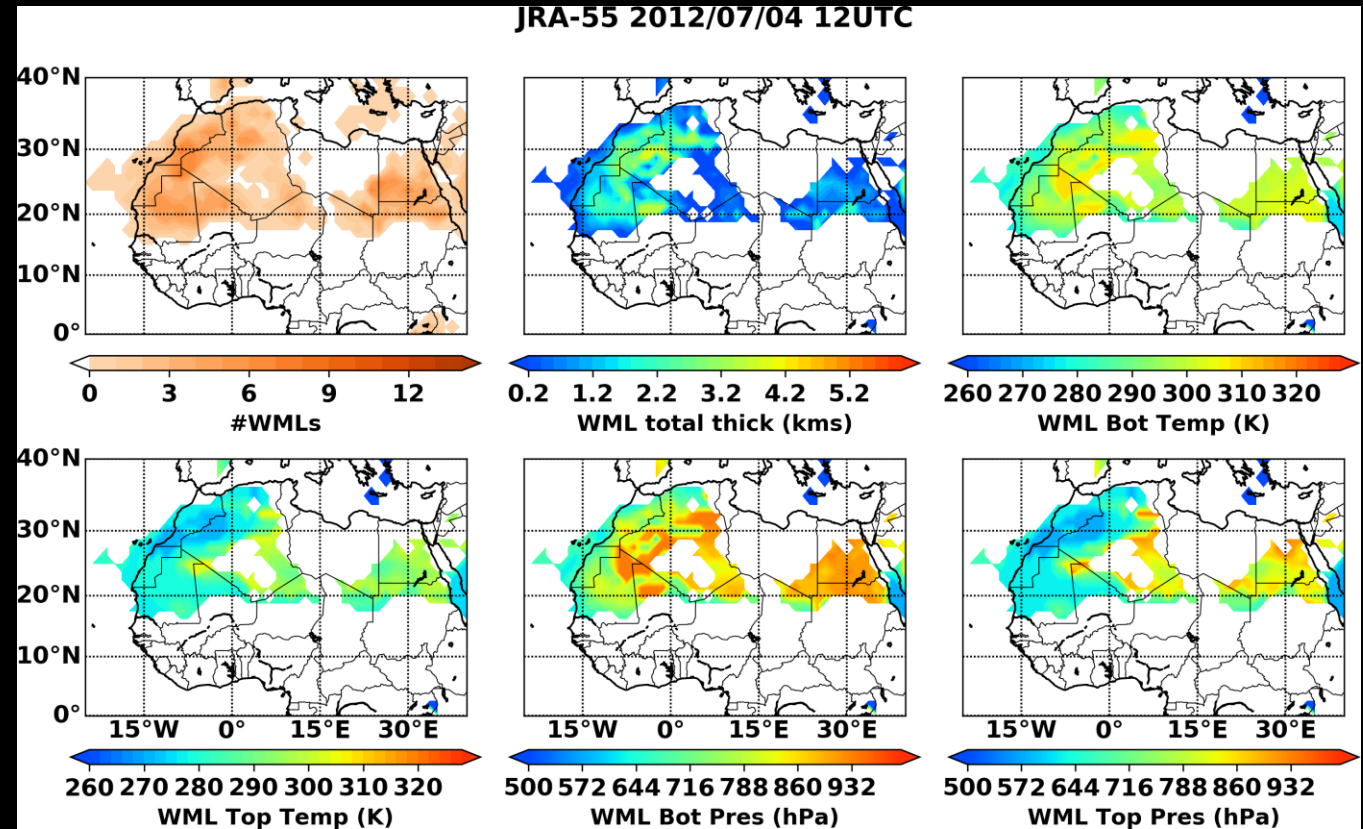 JRA-55 2012/07/04 12UTC
40°N
30°N
20°N
10°N
0°
0 3 6 9 12
#WMLs
0.2 1.2 2.2 3.2 4.2 5.2
WML total thick (kms)
260 270 280 290 300 310 320
WML Bot Temp (K)
40°N
30°N
20°N
10°N
0°
15°W 0° 15°E 30°E
15°W 0° 15°E 30°E
15°W 0° 15°E 30°E
260 270 280 290 300 310 320
WML Top Temp (K)
500 572 644 716 788 860 932
WML Bot Pres (hPa)
500 572 644 716 788 860 932
WML Top Pres (hPa)